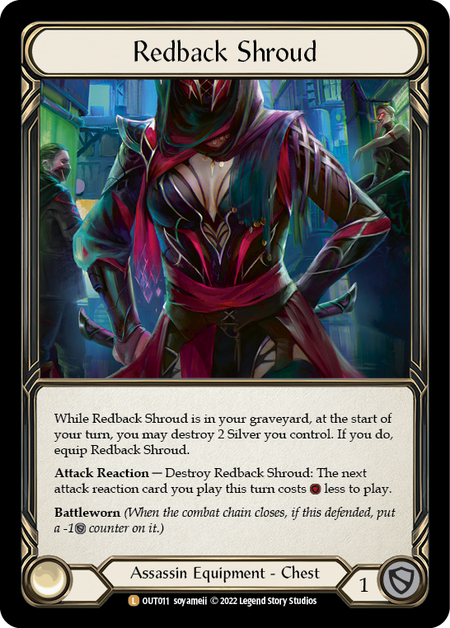 Redback Shroud
While Redback Shroud is in your graveyard, at the start of
your turn, you may destroy 2 Silver you control. If you do,
equip Redback Shroud.
Attack Reaction — Destroy Redback Shroud: The next
attack reaction card you play this turn costs less to play.
Battleworn (When the combat chain closes, if this defended, put
a -1 counter on it.)
Assassin Equipment - Chest
1
L OUT011 soyameii © 2022 Legend Story Studios